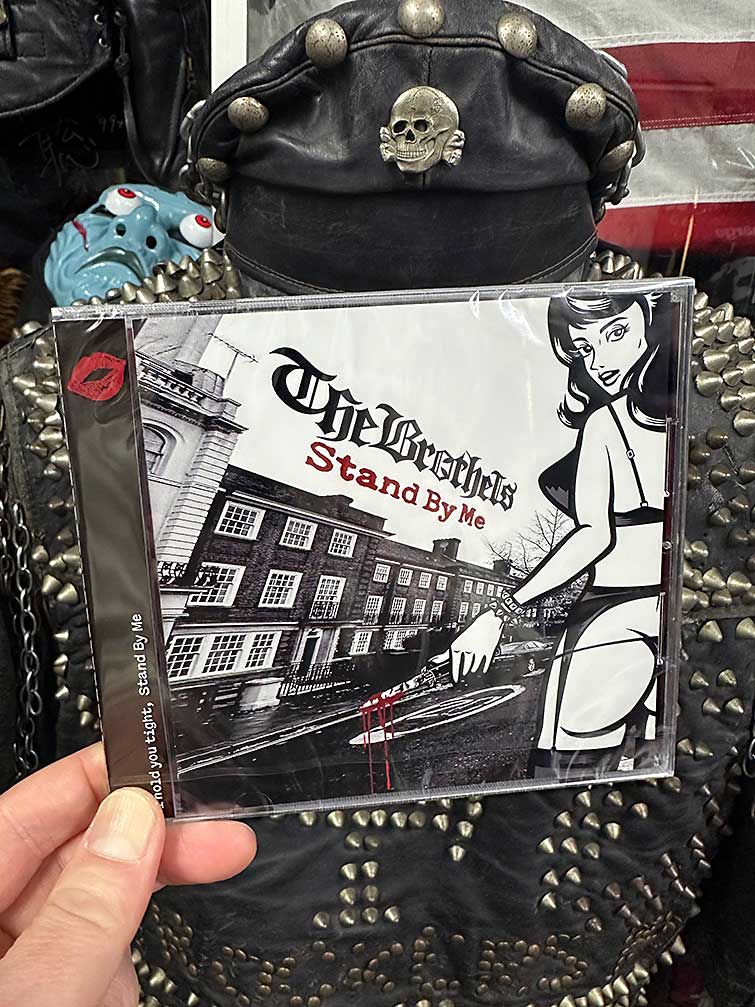 The Brothels
Stand By Me
hold you tight, Stand By Me